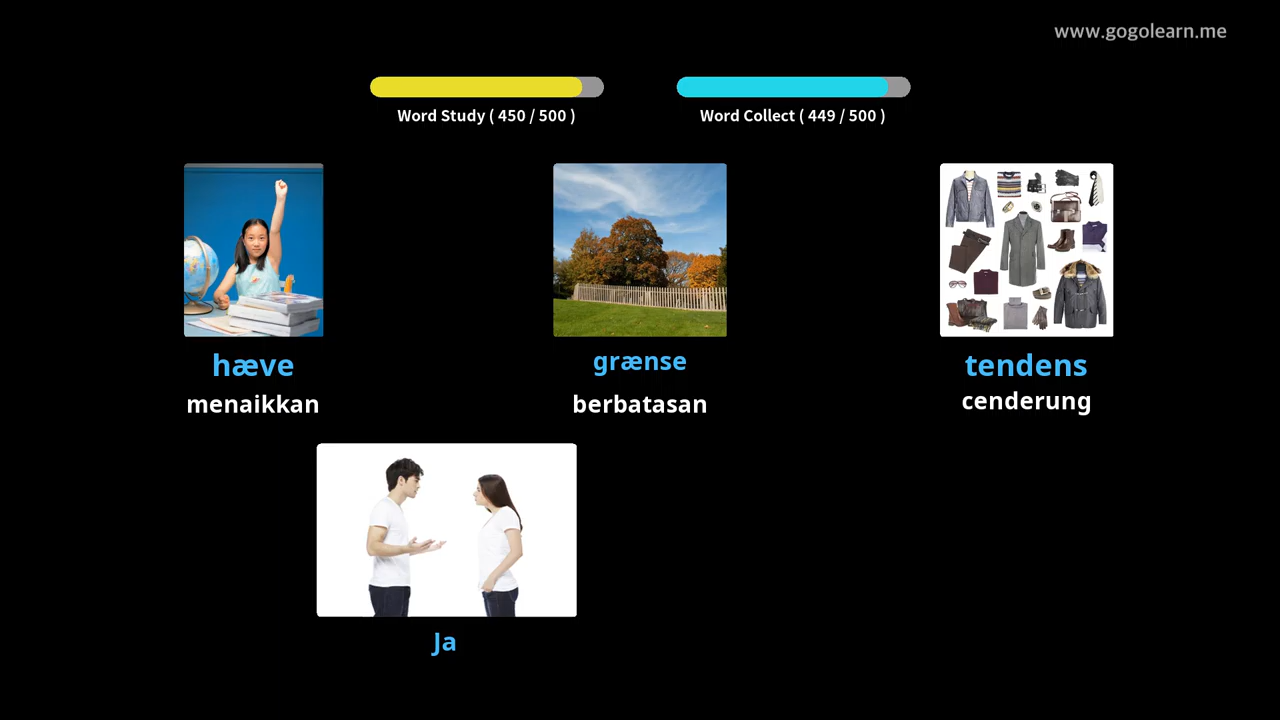 www.gogolearn.me
Word Study ( 450 / 500 )
Word Collect ( 449 / 500 )
hæve
menaikkan
grænse
berbatasan
tendens
cenderung
Ja